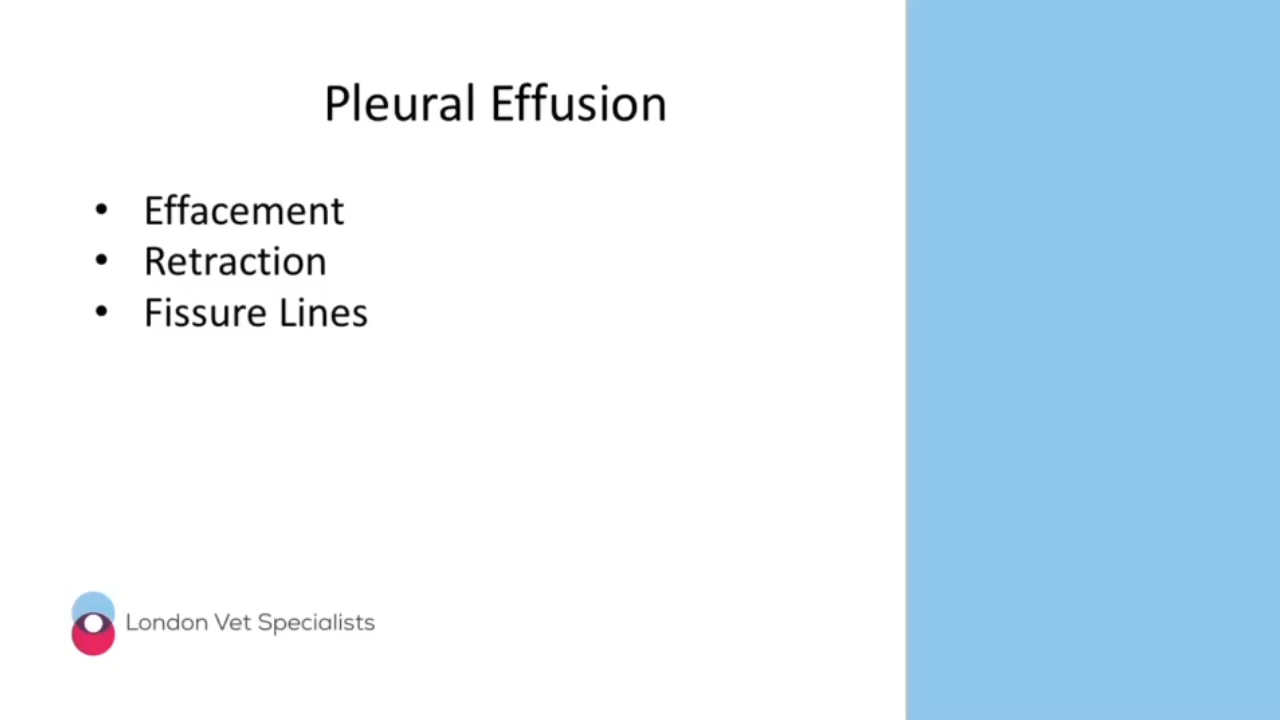 Pleural Effusion
• Effacement
• Retraction
• Fissure Lines
London Vet Specialists